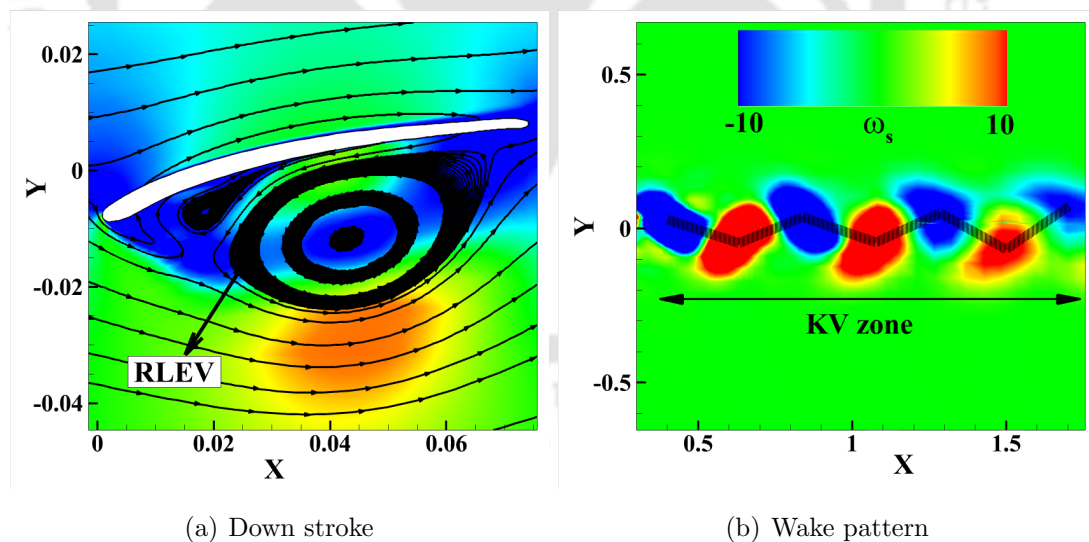 0.02
0
-0.02
-0.04
Y
RLEV
0 0.02 0.04 0.06
X
(a) Down stroke
0.5
0
-0.5
Y
-10 ωs 10
KV zone
0.5 1 1.5
X
(b) Wake pattern